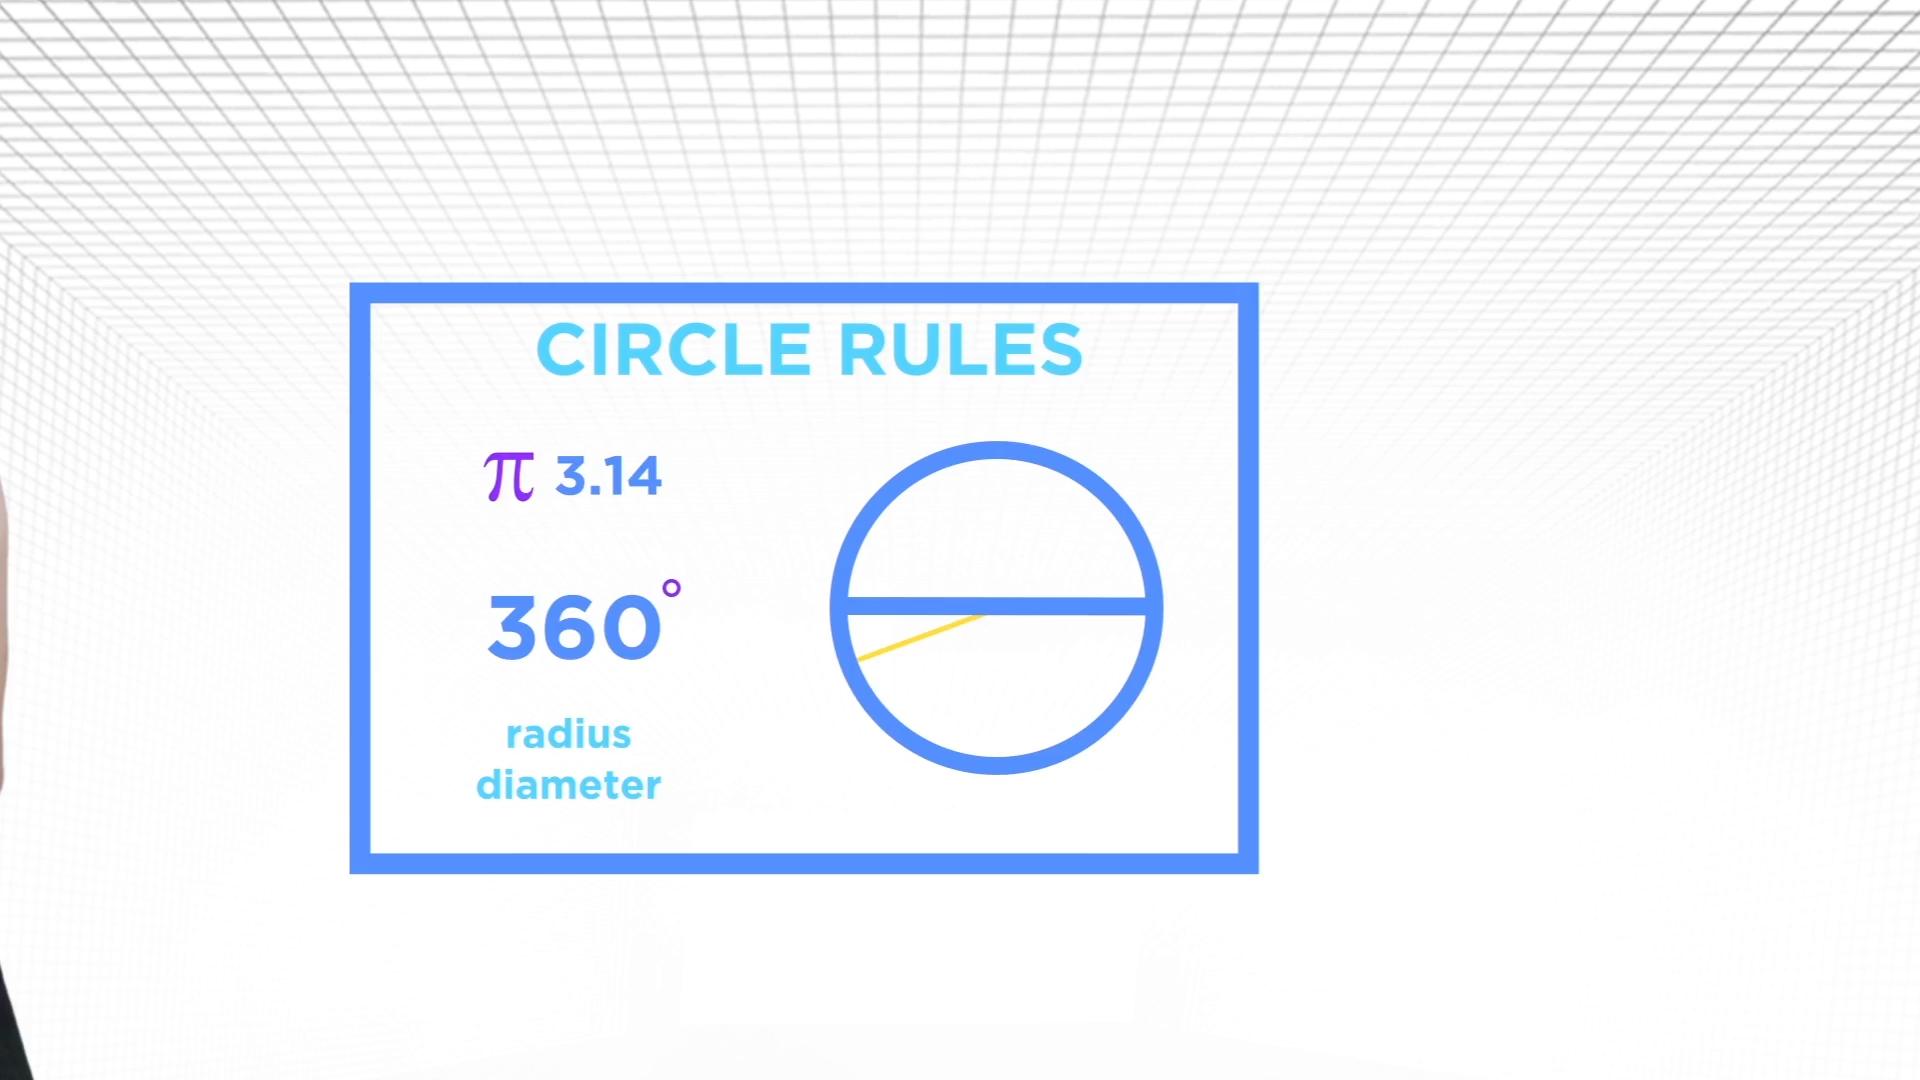 CIRCLE RULES
π 3.14
360°
radius
diameter